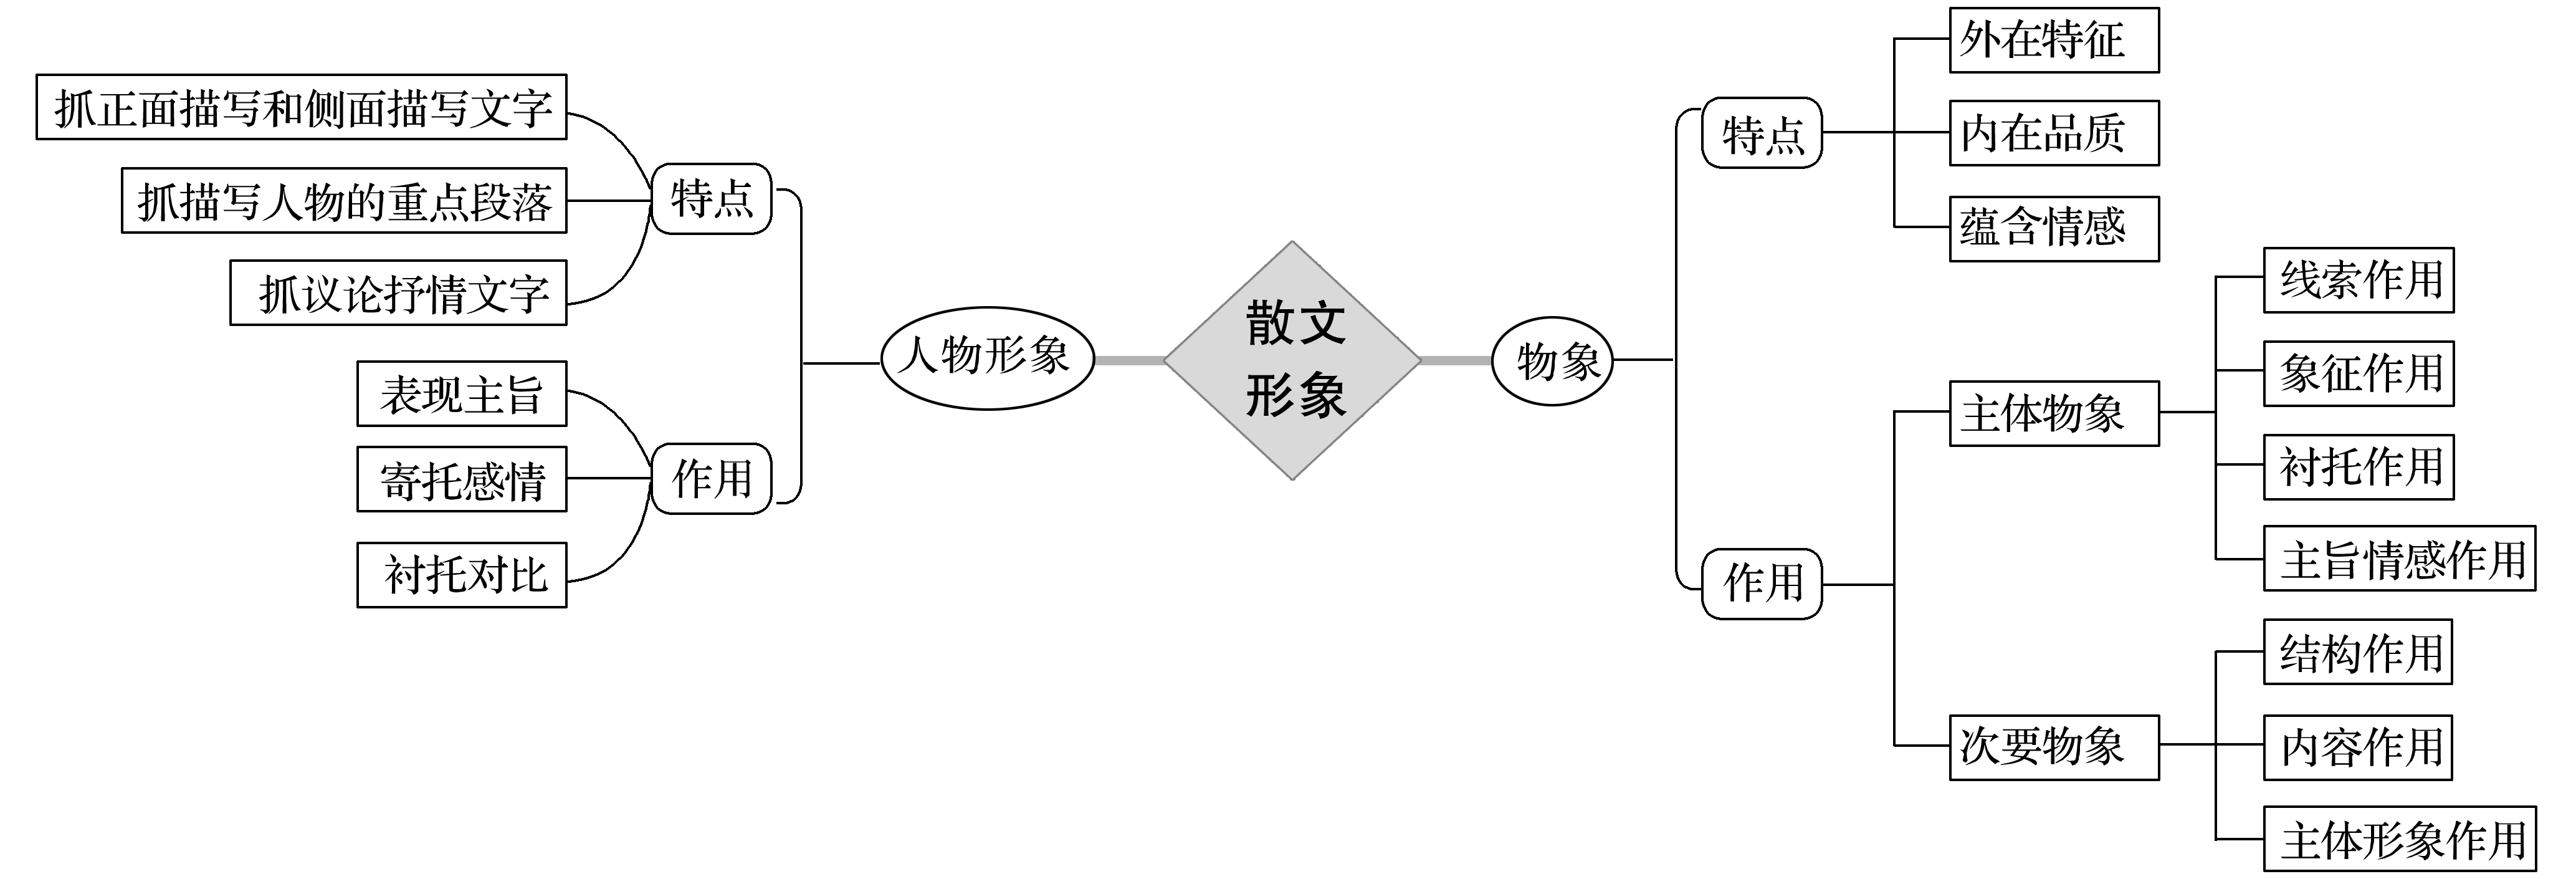 散文
形象
人物形象
特点
抓正面描写和侧面描写文字
抓描写人物的重点段落
抓议论抒情文字
作用
表现主旨
寄托感情
衬托对比
物象
特点
外在特征
内在品质
蕴含情感
作用
主体物象
线索作用
象征作用
衬托作用
主旨情感作用
次要物象
结构作用
内容作用
主体形象作用